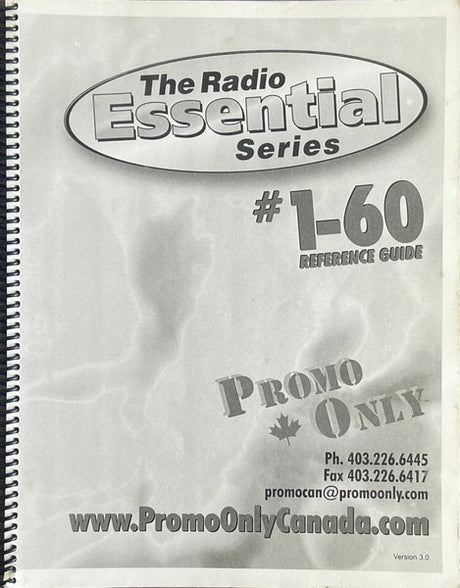 The Radio
Essential
Series
#1-60
REFERENCE GUIDE
PROMO
ONLY
Ph. 403.226.6445
Fax 403.226.6417
promocan@promoonly.com
www.PromoOnlyCanada.com
Version 3.0